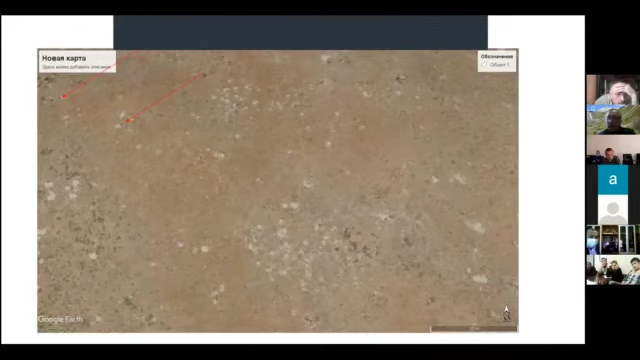 Новая карта
Здесь можно добавить описание
Обозначения
Объект 1
a
Google Earth